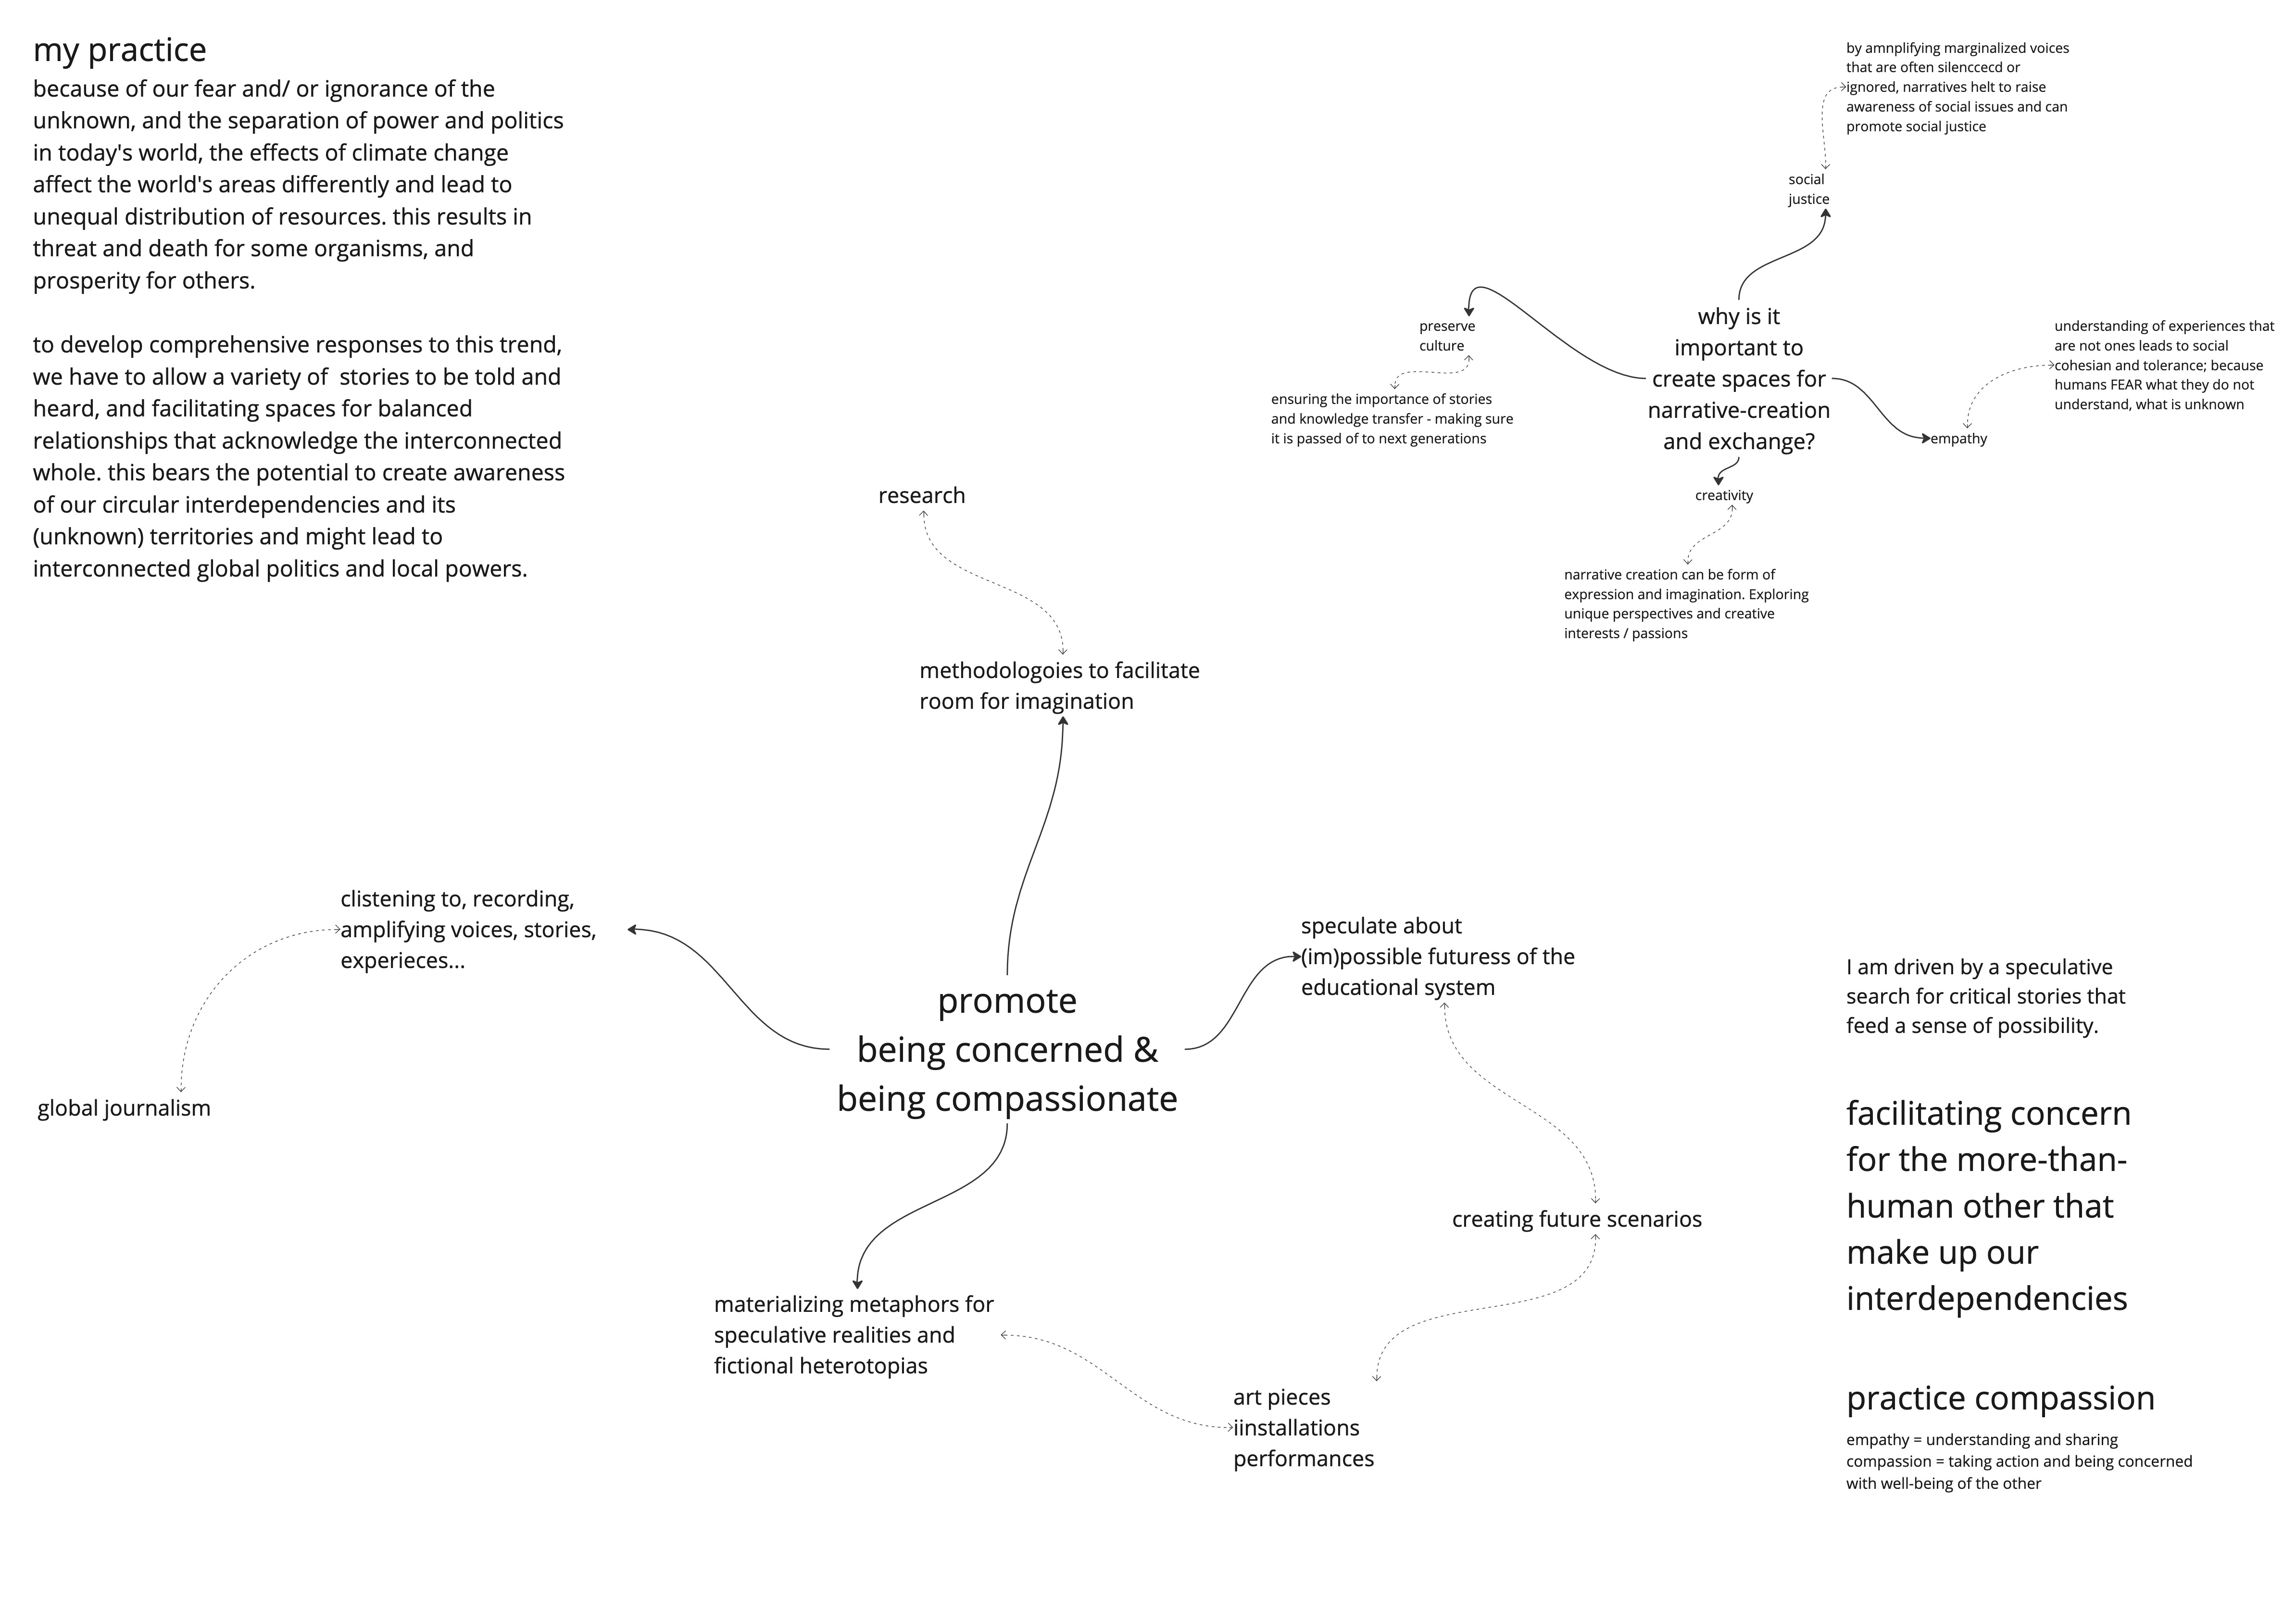 my practice
because of our fear and/ or ignorance of the
unknown, and the separation of power and politics
in today's world, the effects of climate change
affect the world's areas differently and lead to
unequal distribution of resources. this results in
threat and death for some organisms, and
prosperity for others.
to develop comprehensive responses to this trend,
we have to allow a variety of  stories to be told and
heard, and facilitating spaces for balanced
relationships that acknowledge the interconnected
whole. this bears the potential to create awareness
of our circular interdependencies and its
(unknown) territories and might lead to
interconnected global politics and local powers.
by amnplifying marginalized voices
that are often silenccecd or
ignored, narratives helt to raise
awareness of social issues and can
promote social justice
social
justice
why is it
important to
create spaces for
narrative-creation
and exchange?
preserve
culture
ensuring the importance of stories
and knowledge transfer - making sure
it is passed of to next generations
understanding of experiences that
are not ones leads to social
cohesian and tolerance; because
humans FEAR what they do not
understand, what is unknown
empathy
creativity
narrative creation can be form of
expression and imagination. Exploring
unique perspectives and creative
interests / passions
research
methodologoies to facilitate
room for imagination
clistening to, recording,
amplifying voices, stories,
experieces...
global journalism
promote
being concerned &
being compassionate
speculate about
(im)possible futuress of the
educational system
creating future scenarios
materializing metaphors for
speculative realities and
fictional heterotopias
art pieces
iinstallations
performances
I am driven by a speculative
search for critical stories that
feed a sense of possibility.
facilitating concern
for the more-than-
human other that
make up our
interdependencies
practice compassion
empathy = understanding and sharing
compassion = taking action and being concerned
with well-being of the other